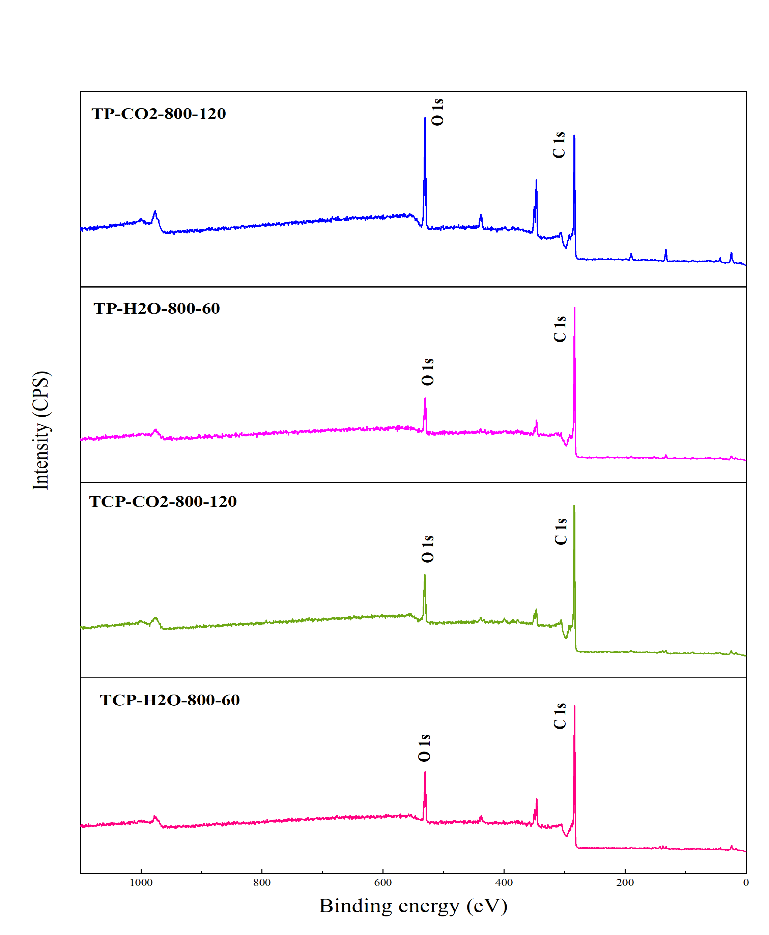 TP-CO2-800-120
O 1s
C 1s
TP-H2O-800-60
O 1s
C 1s
TCP-CO2-800-120
O 1s
C 1s
TCP-H2O-800-60
O 1s
C 1s
Intensity (CPS)
1000 800 600 400 200 0
Binding energy (eV)